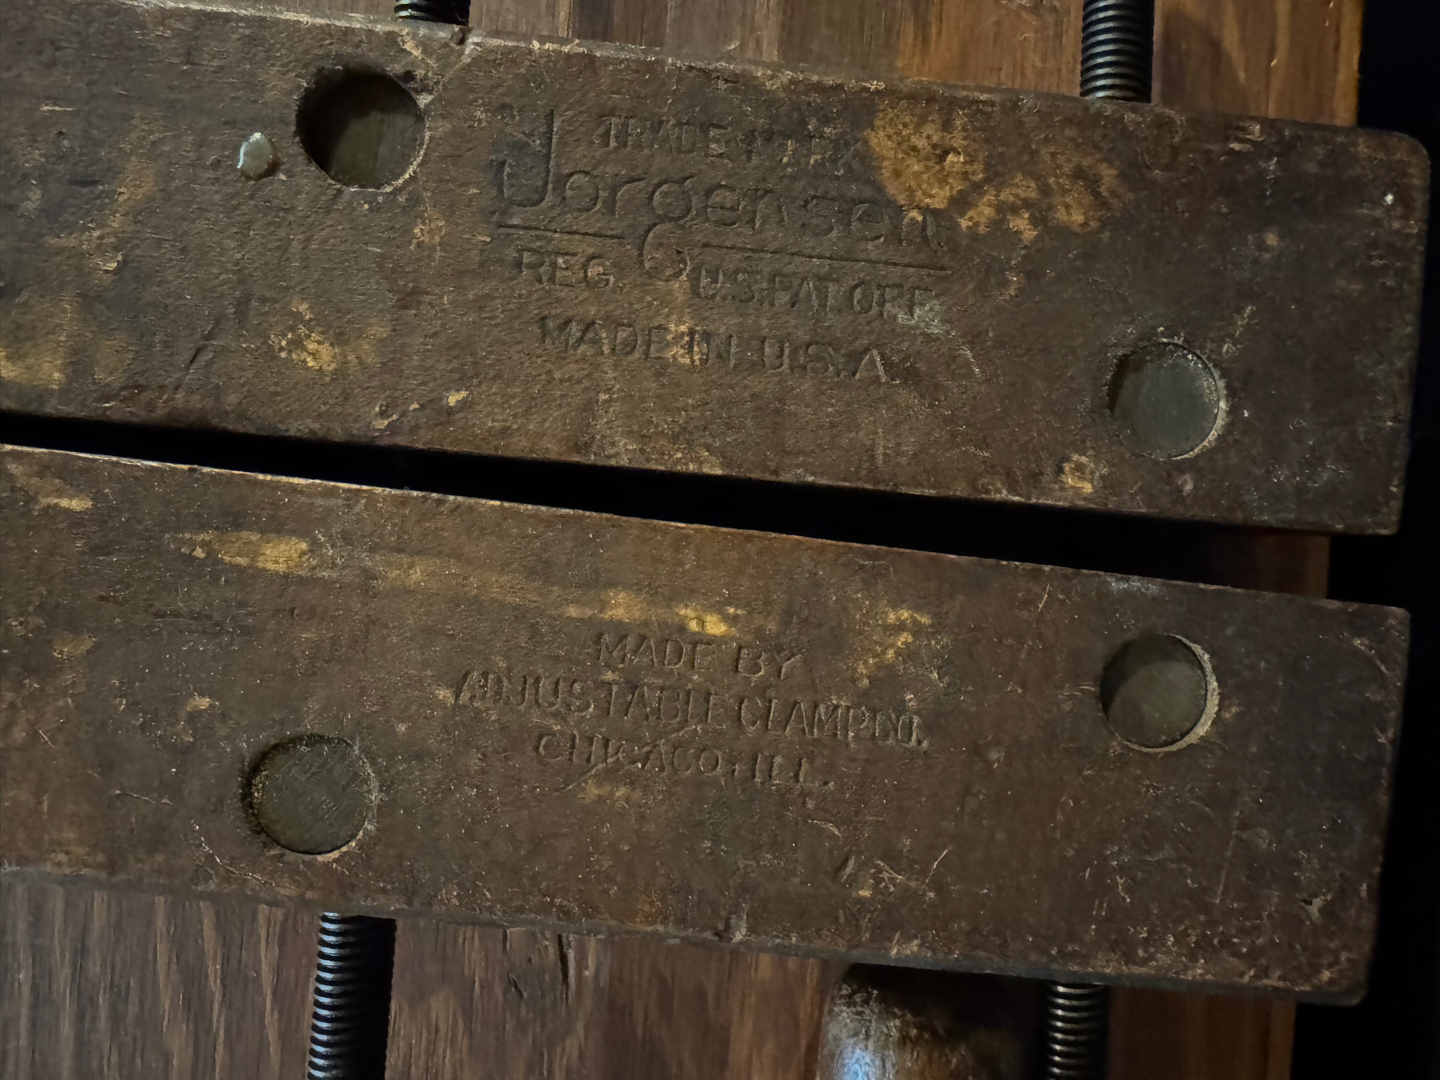 TRADE MARK
Jorgensen
REG. U.S. PAT. OFF.
MADE IN U.S.A.
MADE BY
ADJUSTABLE CLAMP CO.
CHICAGO, ILL.